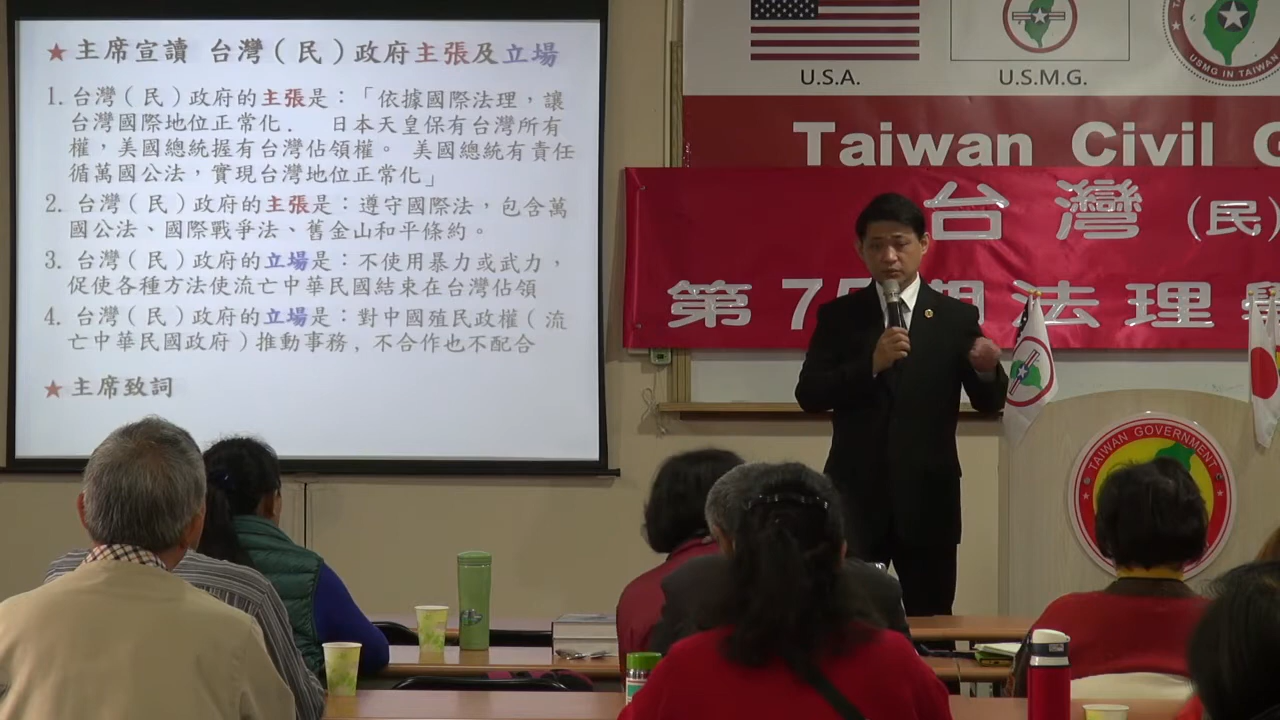 ★ 主席宣讀 台灣（民）政府主張及立場
1. 台灣（民）政府的主張是：「依據國際法理，讓
台灣國際地位正常化． 日本天皇保有台灣所有
權，美國總統握有台灣佔領權。 美國總統有責任
循萬國公法，實現台灣地位正常化」
2. 台灣（民）政府的主張是：遵守國際法，包含萬
國公法、國際戰爭法、舊金山和平條約。
3. 台灣（民）政府的立場是：不使用暴力或武力，
促使各種方法使流亡中華民國結束在台灣佔領
4. 台灣（民）政府的立場是：對中國殖民政權（流
亡中華民國政府）推動事務, 不合作也不配合
★ 主席致詞
U.S.A.
U.S.M.G.
USMG IN TAIWAN
Taiwan Civil G
台灣(民)
第 7 期法理
TAIWAN GOVERNMENT